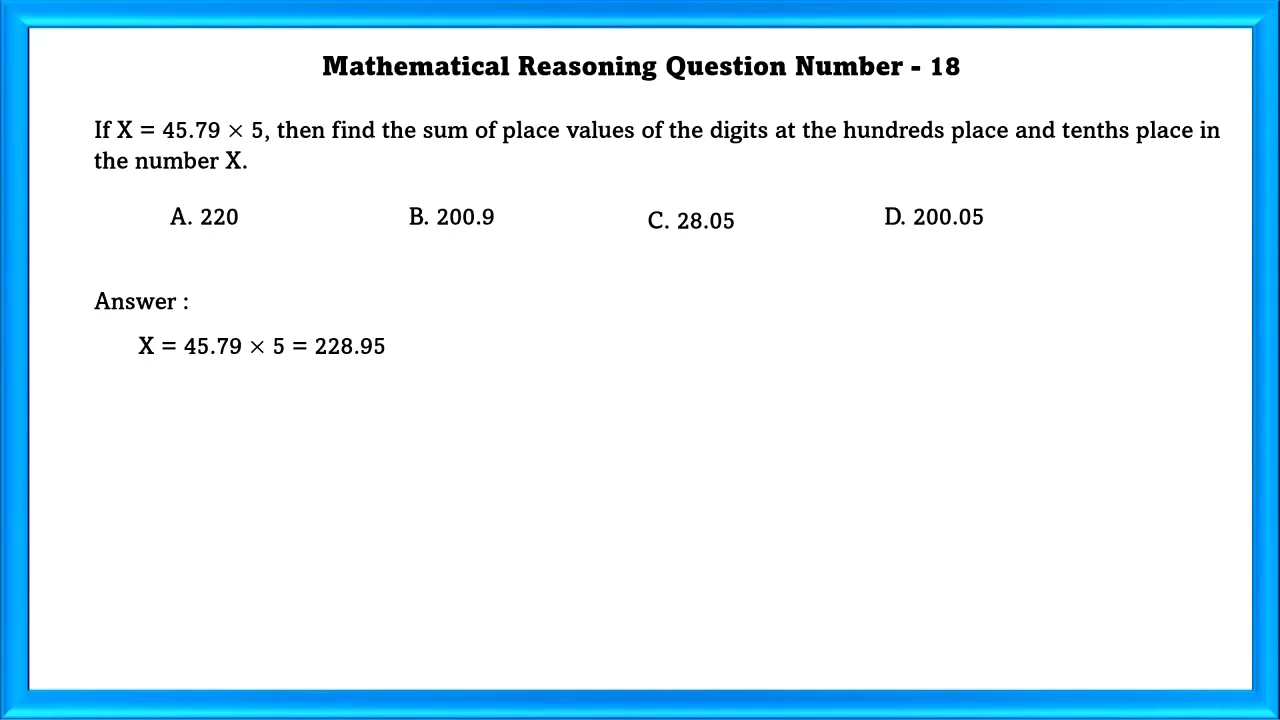 Mathematical Reasoning Question Number - 18
If X = 45.79 × 5, then find the sum of place values of the digits at the hundreds place and tenths place in
the number X.
A. 220 B. 200.9 C. 28.05 D. 200.05
Answer :
X = 45.79 × 5 = 228.95